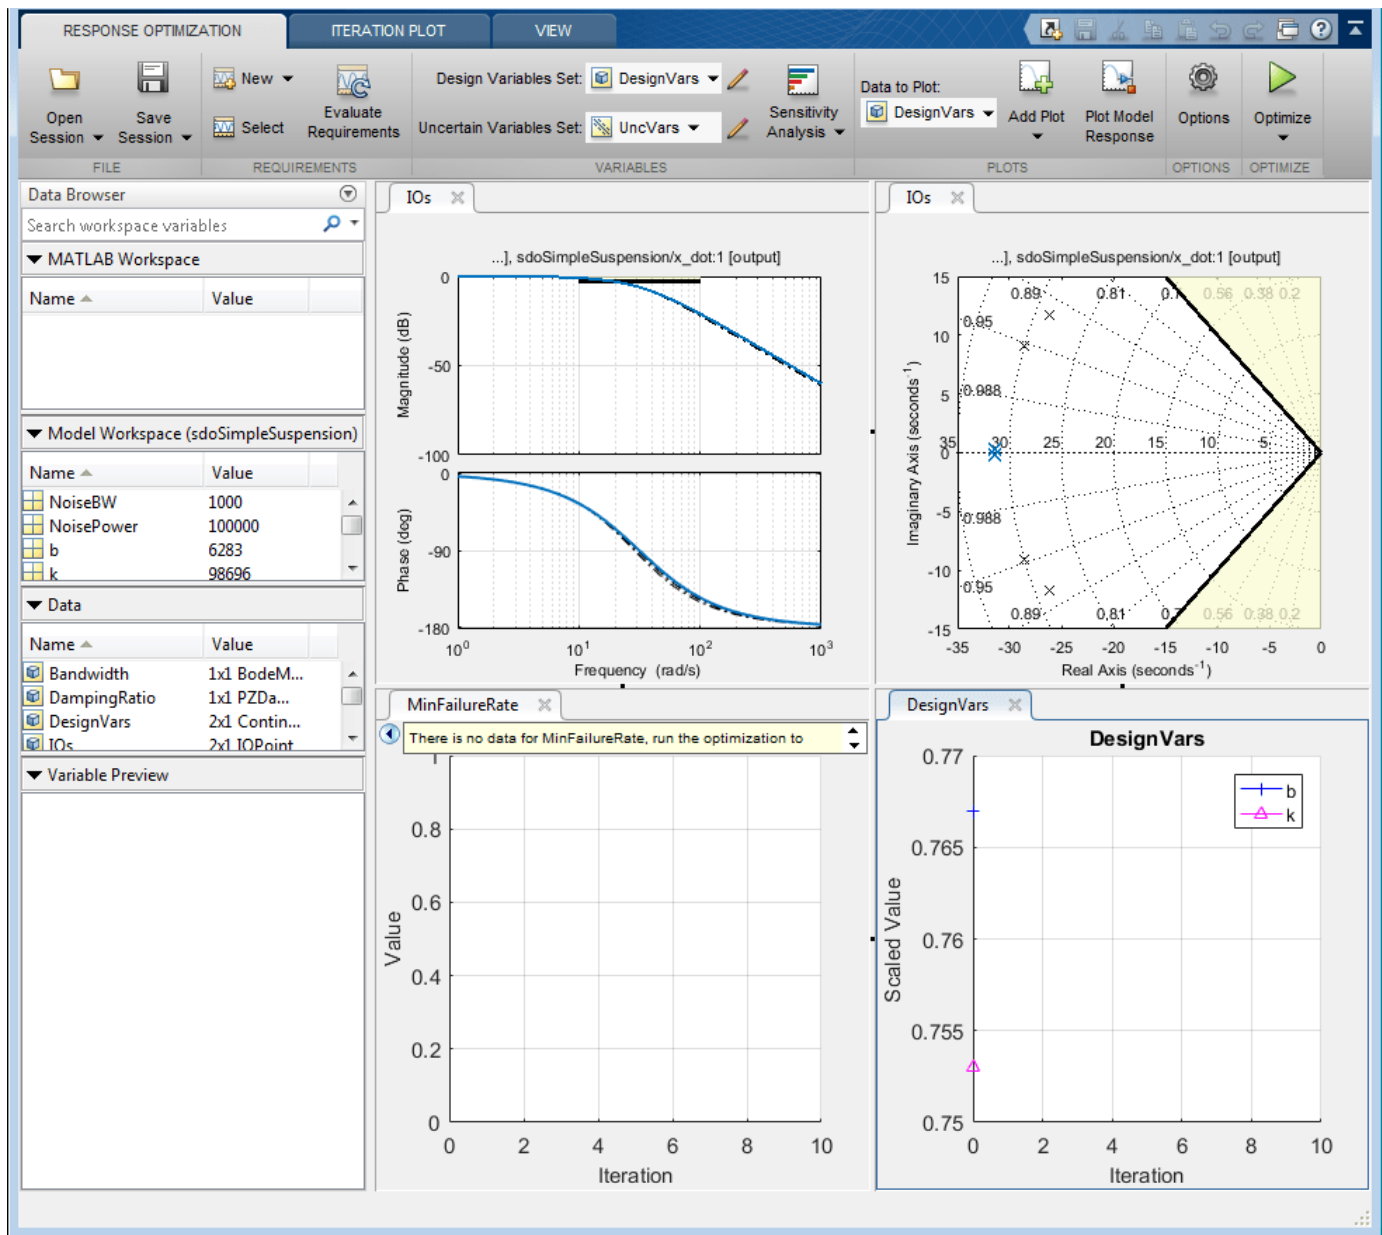 RESPONSE OPTIMIZATION ITERATION PLOT VIEW
Open Session Save Session New Select Evaluate Requirements
Design Variables Set: DesignVars
Uncertain Variables Set: UncVars
Sensitivity Analysis
Data to Plot:
DesignVars
Add Plot Plot Model Response Options Optimize
FILE REQUIREMENTS VARIABLES PLOTS OPTIONS OPTIMIZE
Data Browser
Search workspace variables
MATLAB Workspace
Name Value
Model Workspace (sdoSimpleSuspension)
Name Value
NoiseBW 1000
NoisePower 100000
b 6283
k 98696
Data
Name Value
Bandwidth 1x1 BodeM...
DampingRatio 1x1 PZDa...
DesignVars 2x1 Contin...
IOs 2x1 IOPoint
Variable Preview
IOs
...], sdoSimpleSuspension/x_dot:1 [output]
Magnitude (dB)
0
-50
-100
Phase (deg)
0
-90
-180
10^0 10^1 10^2 10^3
Frequency (rad/s)
IOs
...], sdoSimpleSuspension/x_dot:1 [output]
Imaginary Axis (seconds^-1)
15
10
5
0
-5
-10
-15
0.89 0.81 0.7 0.56 0.38 0.2
0.95
0.988
35 30 25 20 15 10 5
0.988
0.95
0.89 0.81 0.7 0.56 0.38 0.2
-35 -30 -25 -20 -15 -10 -5 0
Real Axis (seconds^-1)
MinFailureRate
There is no data for MinFailureRate, run the optimization to
Value
1
0.8
0.6
0.4
0.2
0
0 2 4 6 8 10
Iteration
DesignVars
DesignVars
b
k
Scaled Value
0.77
0.765
0.76
0.755
0.75
0 2 4 6 8 10
Iteration